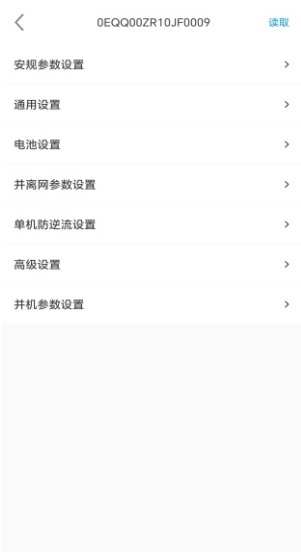 0EQQ00ZR10JF0009 读取
安规参数设置
通用设置
电池设置
并离网参数设置
单机防逆流设置
高级设置
并机参数设置